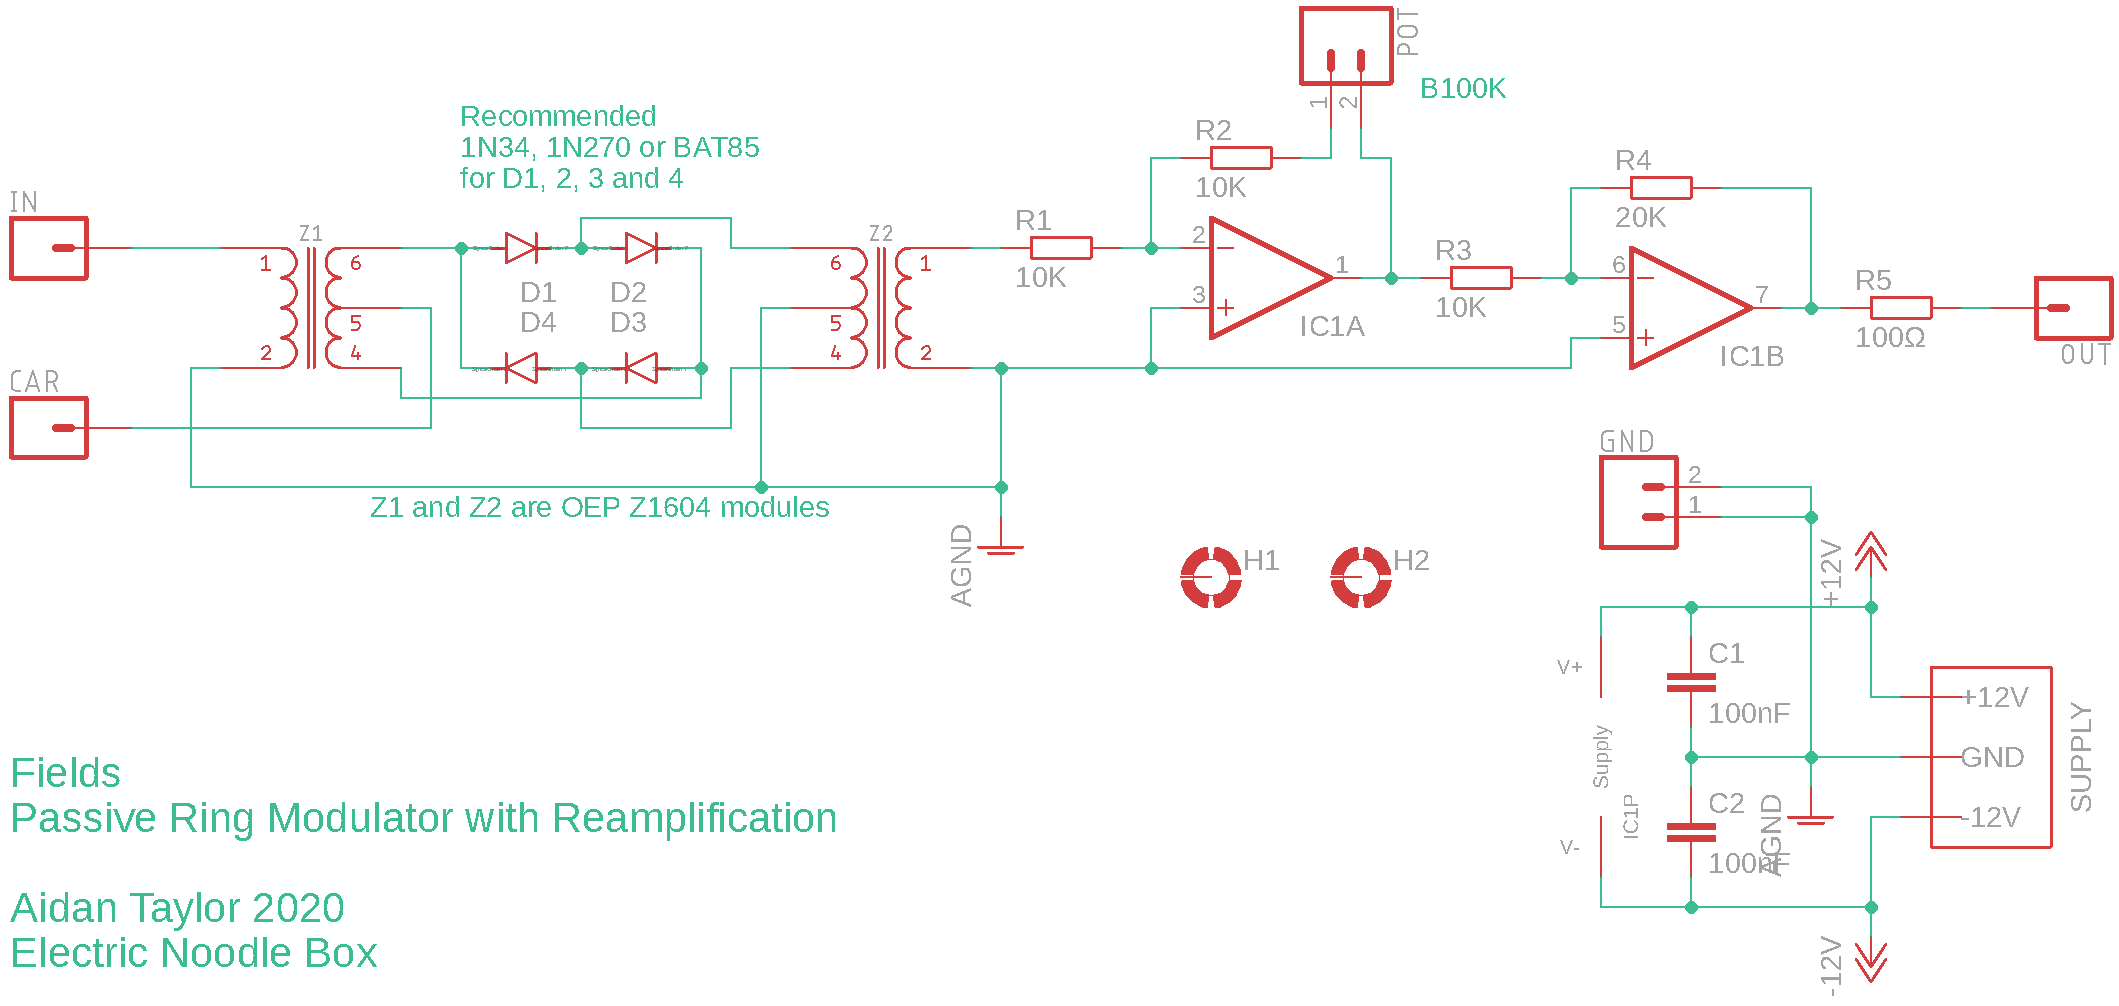 POT
B100K
1
2
Recommended
1N34, 1N270 or BAT85
for D1, 2, 3 and 4
R2
10K
R4
20K
IN
Z1
1
2
6
5
4
D1
D4
D2
D3
Z2
6
5
4
1
2
R1
10K
2
3
1
IC1A
R3
10K
6
5
7
IC1B
R5
100Ω
OUT
CAR
Z1 and Z2 are OEP Z1604 modules
AGND
H1
H2
GND
2
1
+12V
V+
Supply
V-
IC1P
C1
100nF
C2
100nF
AGND
+12V
GND
-12V
SUPPLY
-12V
Fields
Passive Ring Modulator with Reamplification
Aidan Taylor 2020
Electric Noodle Box